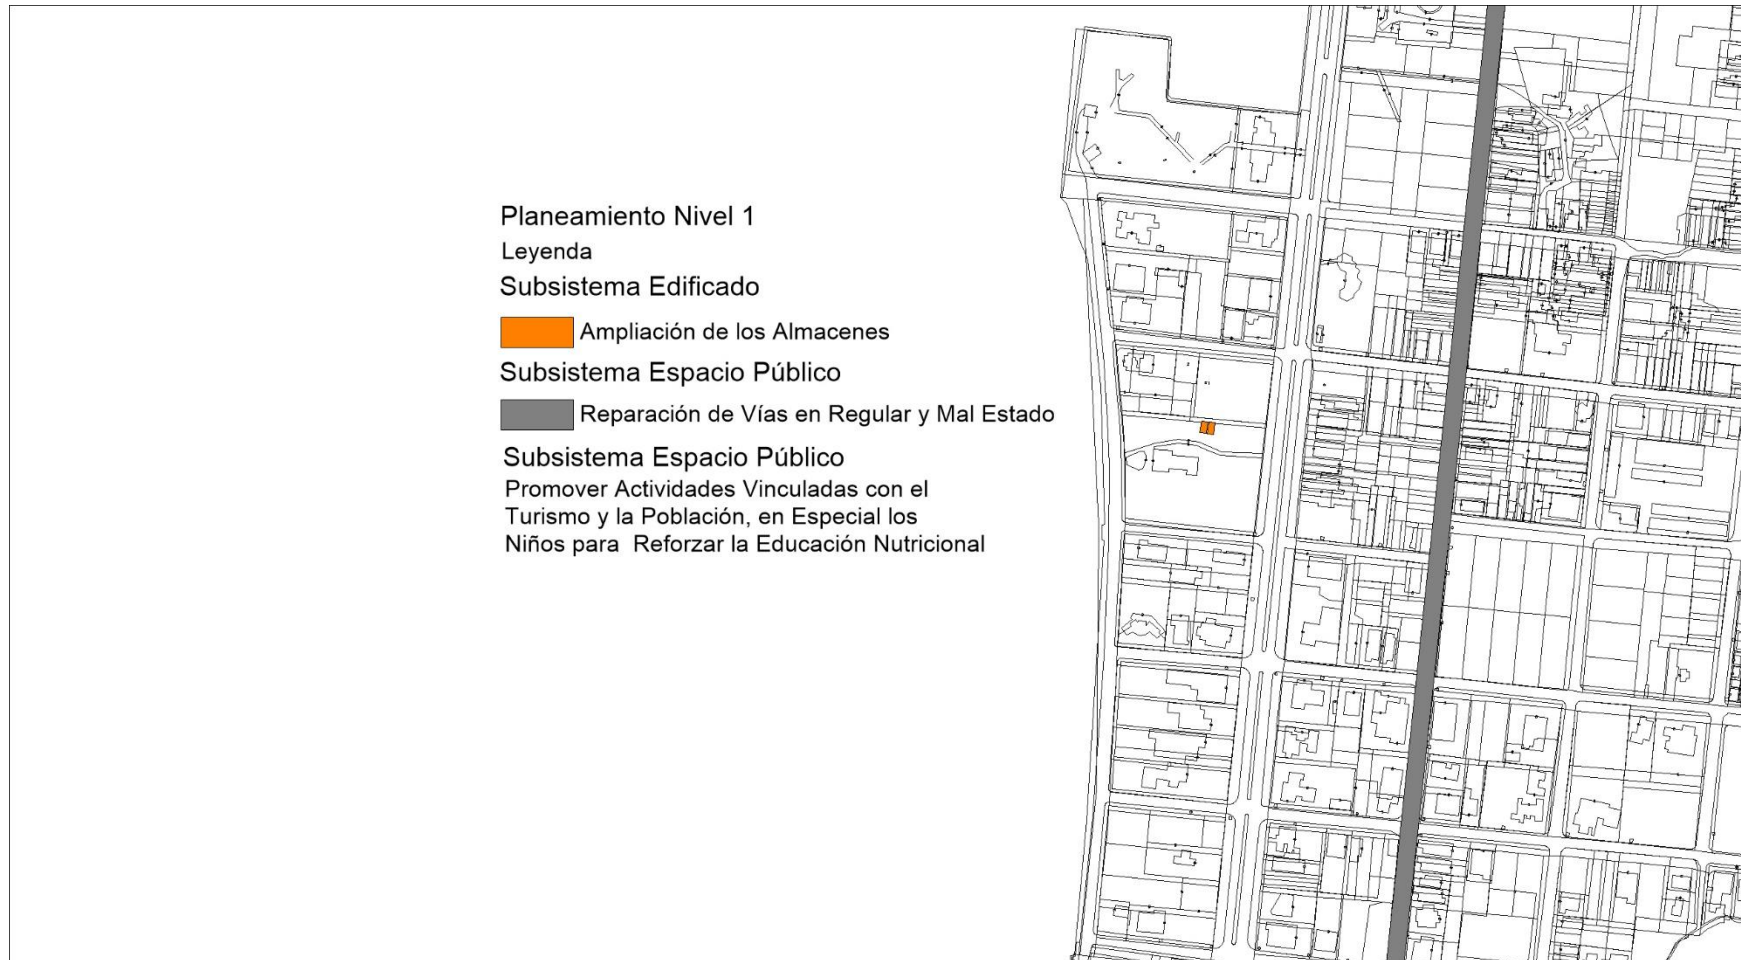 Planeamiento Nivel 1
Leyenda
Subsistema Edificado
Ampliación de los Almacenes
Subsistema Espacio Público
Reparación de Vías en Regular y Mal Estado
Subsistema Espacio Público
Promover Actividades Vinculadas con el
Turismo y la Población, en Especial los
Niños para Reforzar la Educación Nutricional